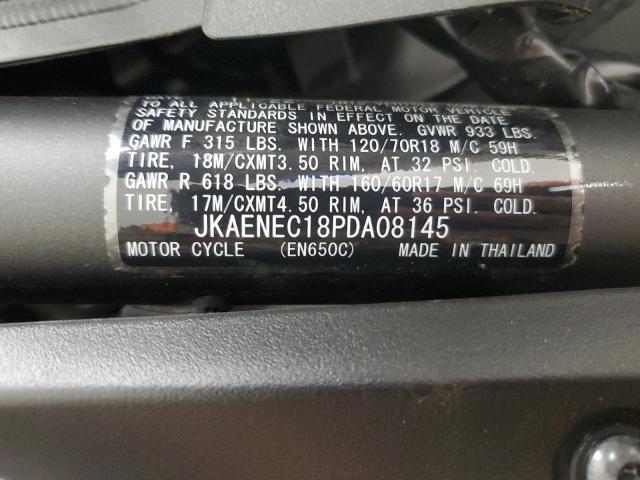 TO ALL APPLICABLE FEDERAL MOTOR VEHICLE
SAFETY STANDARDS IN EFFECT ON THE DATE
OF MANUFACTURE SHOWN ABOVE. GVWR 933 LBS.
GAWR F 315 LBS. WITH 120/70R18 M/C 59H
TIRE, 18M/CXMT3.50 RIM, AT 32 PSI. COLD.
GAWR R 618 LBS. WITH 160/60R17 M/C 69H
TIRE, 17M/CXMT4.50 RIM, AT 36 PSI. COLD.
JKAENEC18PDA08145
MOTOR CYCLE (EN650C) MADE IN THAILAND